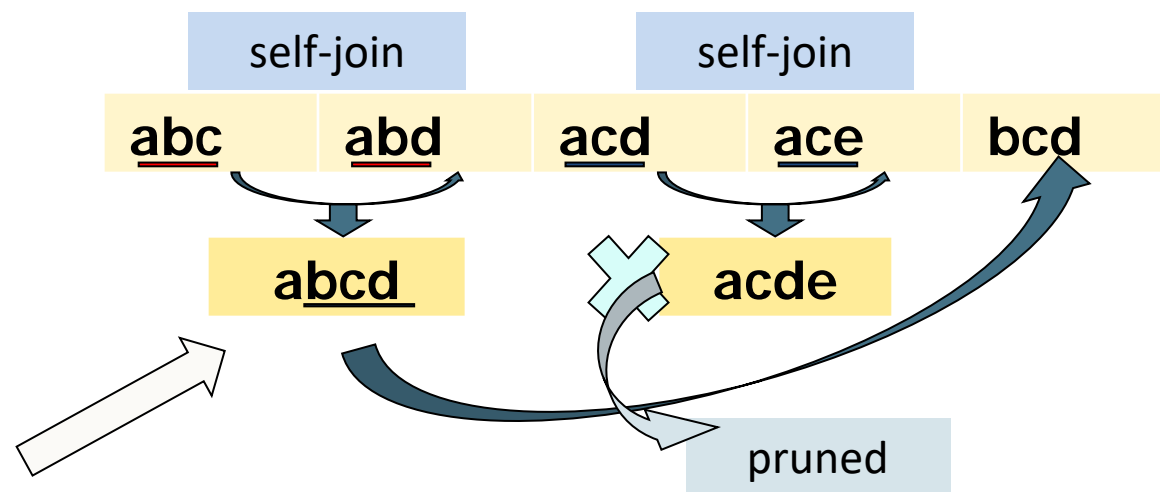 self-join self-join
abc abd acd ace bcd
abcd acde
pruned